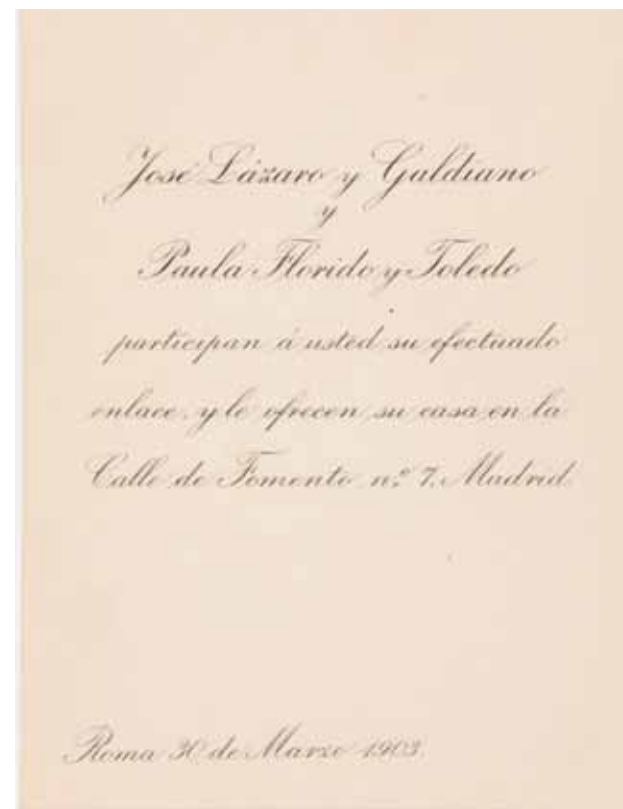 José Lázaro y Galdiano
y
Paula Florido y Toledo
participan á usted su efectuado
enlace, y le ofrecen su casa en la
Calle de Fomento n.º 7. Madrid
Roma 30 de Marzo 1903.